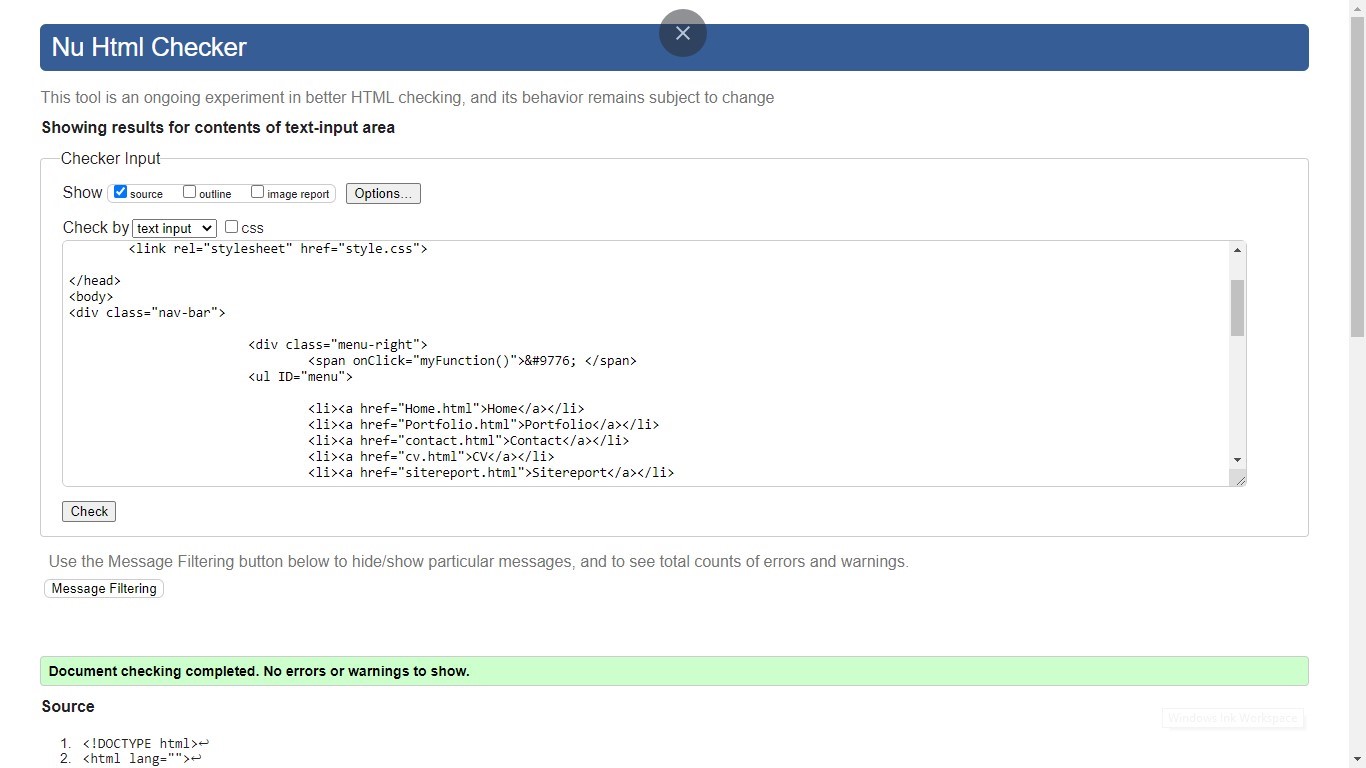 Nu Html Checker
This tool is an ongoing experiment in better HTML checking, and its behavior remains subject to change
Showing results for contents of text-input area
Checker Input
Show source outline image report Options...
Check by text input css
<link rel="stylesheet" href="style.css">
</head>
<body>
<div class="nav-bar">
<div class="menu-right">
<span onClick="myFunction()">&#9776; </span>
<ul ID="menu">
<li><a href="Home.html">Home</a></li>
<li><a href="Portfolio.html">Portfolio</a></li>
<li><a href="contact.html">Contact</a></li>
<li><a href="cv.html">CV</a></li>
<li><a href="sitereport.html">Sitereport</a></li>
Check
Use the Message Filtering button below to hide/show particular messages, and to see total counts of errors and warnings.
Message Filtering
Document checking completed. No errors or warnings to show.
Source
Windows Ink Workspace
1. <!DOCTYPE html>↩
2. <html lang="">↩